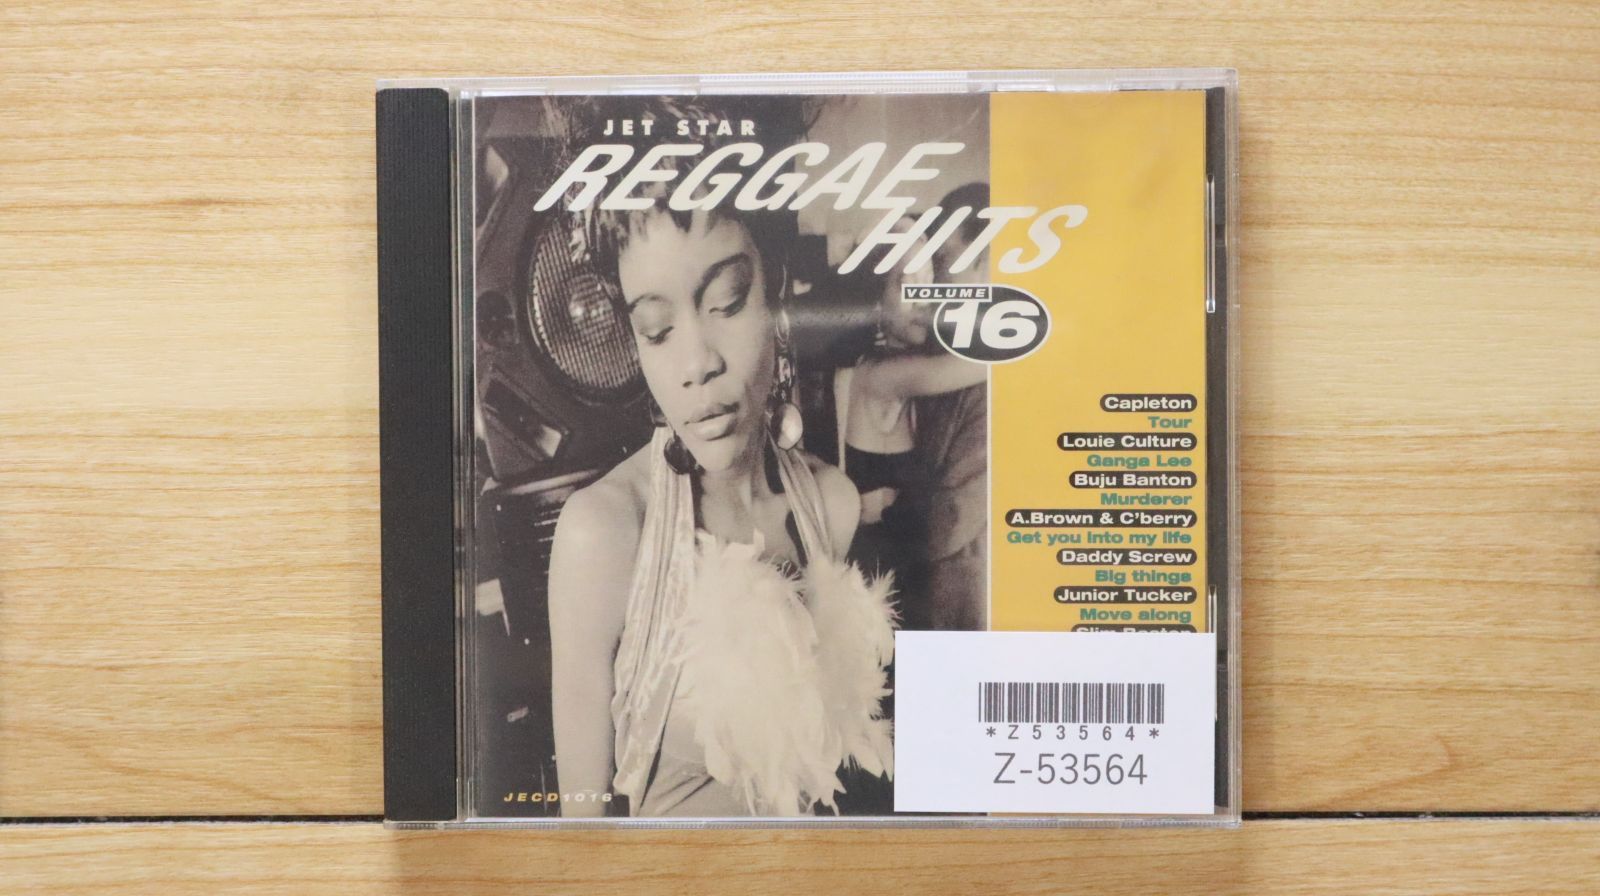 JET STAR
REGGAE
HITS
VOLUME
16
Capleton
Tour
Louie Culture
Ganga Lee
Buju Banton
Murderer
A.Brown & C'berry
Get you into my life
Daddy Screw
Big things
Junior Tucker
Move along
*Z53564*
Z-53564
JECD1016